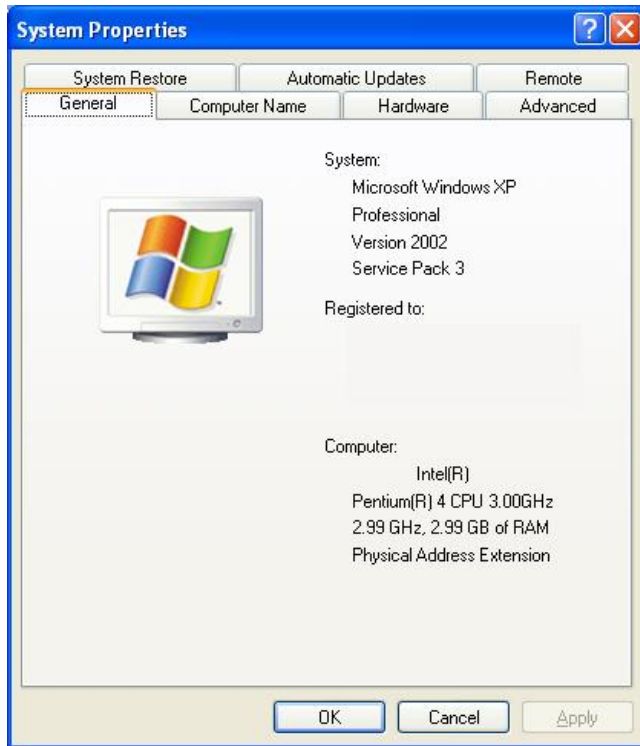 System Properties
?
X
System Restore
Automatic Updates
Remote
General
Computer Name
Hardware
Advanced
System:
Microsoft Windows XP
Professional
Version 2002
Service Pack 3
Registered to:
Computer:
Intel(R)
Pentium(R) 4 CPU 3.00GHz
2.99 GHz, 2.99 GB of RAM
Physical Address Extension
OK
Cancel
Apply